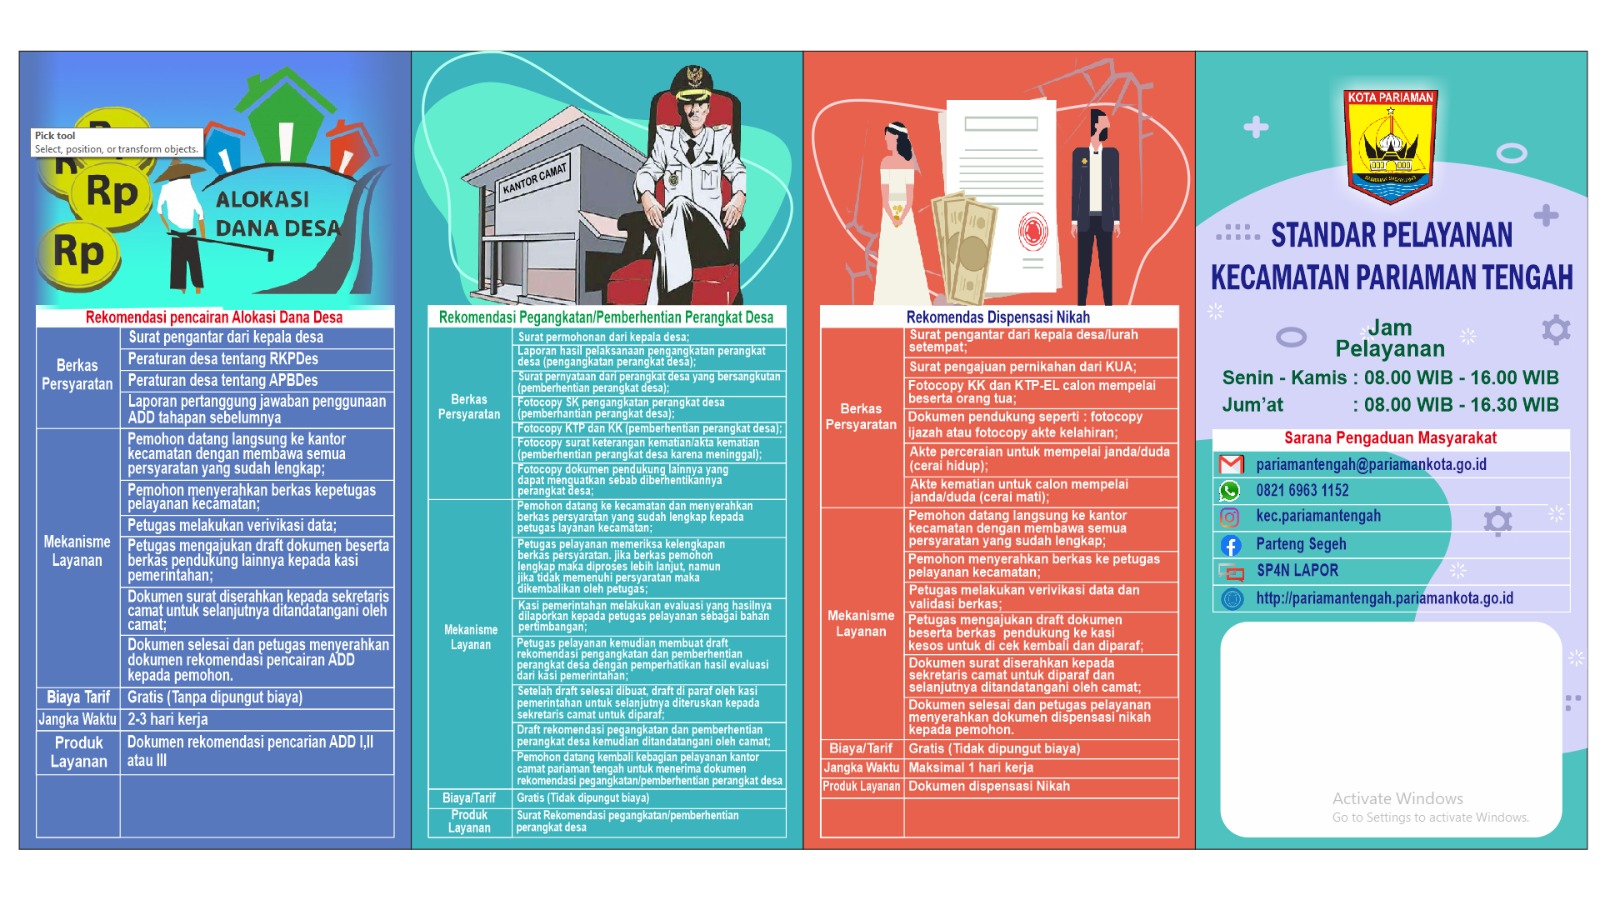 Rp
Rp
Pick tool
Select, position, or transform objects.
Rp
Rp
ALOKASI
DANA DESA
Rekomendasi pencairan Alokasi Dana Desa
Berkas
Persyaratan
Surat pengantar dari kepala desa
Peraturan desa tentang RKPDes
Peraturan desa tentang APBDes
Laporan pertanggung jawaban penggunaan
ADD tahapan sebelumnya
Mekanisme
Layanan
Pemohon datang langsung ke kantor
kecamatan dengan membawa semua
persyaratan yang sudah lengkap;
Pemohon menyerahkan berkas kepetugas
pelayanan kecamatan;
Petugas melakukan verivikasi data;
Petugas mengajukan draft dokumen beserta
berkas pendukung lainnya kepada kasi
pemerintahan;
Dokumen surat diserahkan kepada sekretaris
camat untuk selanjutnya ditandatangani oleh
camat;
Dokumen selesai dan petugas menyerahkan
dokumen rekomendasi pencairan ADD
kepada pemohon.
Biaya Tarif
Gratis (Tanpa dipungut biaya)
Jangka Waktu
2-3 hari kerja
Produk
Layanan
Dokumen rekomendasi pencarian ADD I,II
atau III
KANTOR CAMAT
Rekomendasi Pegangkatan/Pemberhentian Perangkat Desa
Berkas
Persyaratan
Surat permohonan dari kepala desa;
Laporan hasil pelaksanaan pengangkatan perangkat
desa (pengangkatan perangkat desa);
Surat pernyataan dari perangkat desa yang bersangkutan
(pemberhentian perangkat desa);
Fotocopy SK pengangkatan perangkat desa
(pemberhantian perangkat desa);
Fotocopy KTP dan KK (pemberhentian perangkat desa);
Fotocopy surat keterangan kematian/akta kematian
(pemberhentian perangkat desa karena meninggal);
Fotocopy dokumen pendukung lainnya yang
dapat menguatkan sebab diberhentikannya
perangkat desa;
Mekanisme
Layanan
Pemohon datang ke kecamatan dan menyerahkan
berkas persyaratan yang sudah lengkap kepada
petugas layanan kecamatan;
Petugas pelayanan memeriksa kelengkapan
berkas persyaratan. jika berkas pemohon
lengkap maka diproses lebih lanjut, namun
jika tidak memenuhi persyaratan maka
dikembalikan oleh petugas;
Kasi pemerintahan melakukan evaluasi yang hasilnya
dilaporkan kepada petugas pelayanan sebagai bahan
pertimbangan;
Petugas pelayanan kemudian membuat draft
rekomendasi pengangkatan dan pemberhentian
perangkat desa dengan pemperhatikan hasil evaluasi
dari kasi pemerintahan;
Setelah draft selesai dibuat, draft di paraf oleh kasi
pemerintahan untuk selanjutnya diteruskan kepada
sekretaris camat untuk diparaf;
Draft rekomendasi pegangkatan dan pemberhentian
perangkat desa kemudian ditandatangani oleh camat;
Pemohon datang kembali kebagian pelayanan kantor
camat pariaman tengah untuk menerima dokumen
rekomendasi pegangkatan/pemberhentian perangkat desa
Biaya/Tarif
Gratis (Tidak dipungut biaya)
Produk
Layanan
Surat Rekomendasi pegangkatan/pemberhentian
perangkat desa
Rekomendas Dispensasi Nikah
Berkas
Persyaratan
Surat pengantar dari kepala desa/lurah
setempat;
Surat pengajuan pernikahan dari KUA;
Fotocopy KK dan KTP-EL calon mempelai
beserta orang tua;
Dokumen pendukung seperti : fotocopy
ijazah atau fotocopy akte kelahiran;
Akte perceraian untuk mempelai janda/duda
(cerai hidup);
Akte kematian untuk calon mempelai
janda/duda (cerai mati);
Mekanisme
Layanan
Pemohon datang langsung ke kantor
kecamatan dengan membawa semua
persyaratan yang sudah lengkap;
Pemohon menyerahkan berkas ke petugas
pelayanan kecamatan;
Petugas melakukan verivikasi data dan
validasi berkas;
Petugas mengajukan draft dokumen
beserta berkas pendukung ke kasi
kesos untuk di cek kembali dan diparaf;
Dokumen surat diserahkan kepada
sekretaris camat untuk diparaf dan
selanjutnya ditandatangani oleh camat;
Dokumen selesai dan petugas pelayanan
menyerahkan dokumen dispensasi nikah
kepada pemohon.
Biaya/Tarif
Gratis (Tidak dipungut biaya)
Jangka Waktu
Maksimal 1 hari kerja
Produk Layanan
Dokumen dispensasi Nikah
KOTA PARIAMAN
STANDAR PELAYANAN
KECAMATAN PARIAMAN TENGAH
Jam
Pelayanan
Senin - Kamis : 08.00 WIB - 16.00 WIB
Jum'at : 08.00 WIB - 16.30 WIB
Sarana Pengaduan Masyarakat
pariamantengah@pariamankota.go.id
0821 6963 1152
kec.pariamantengah
Parteng Segeh
SP4N LAPOR
http://pariamantengah.pariamankota.go.id
Activate Windows
Go to Settings to activate Windows.